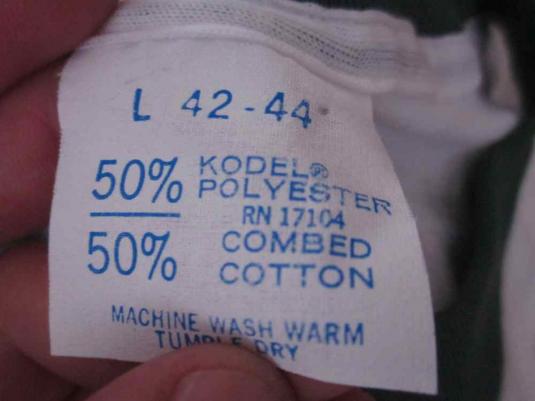 L 42-44
50% KODEL® POLYESTER
RN 17104
50% COMBED COTTON
MACHINE WASH WARM
TUMBLE DRY